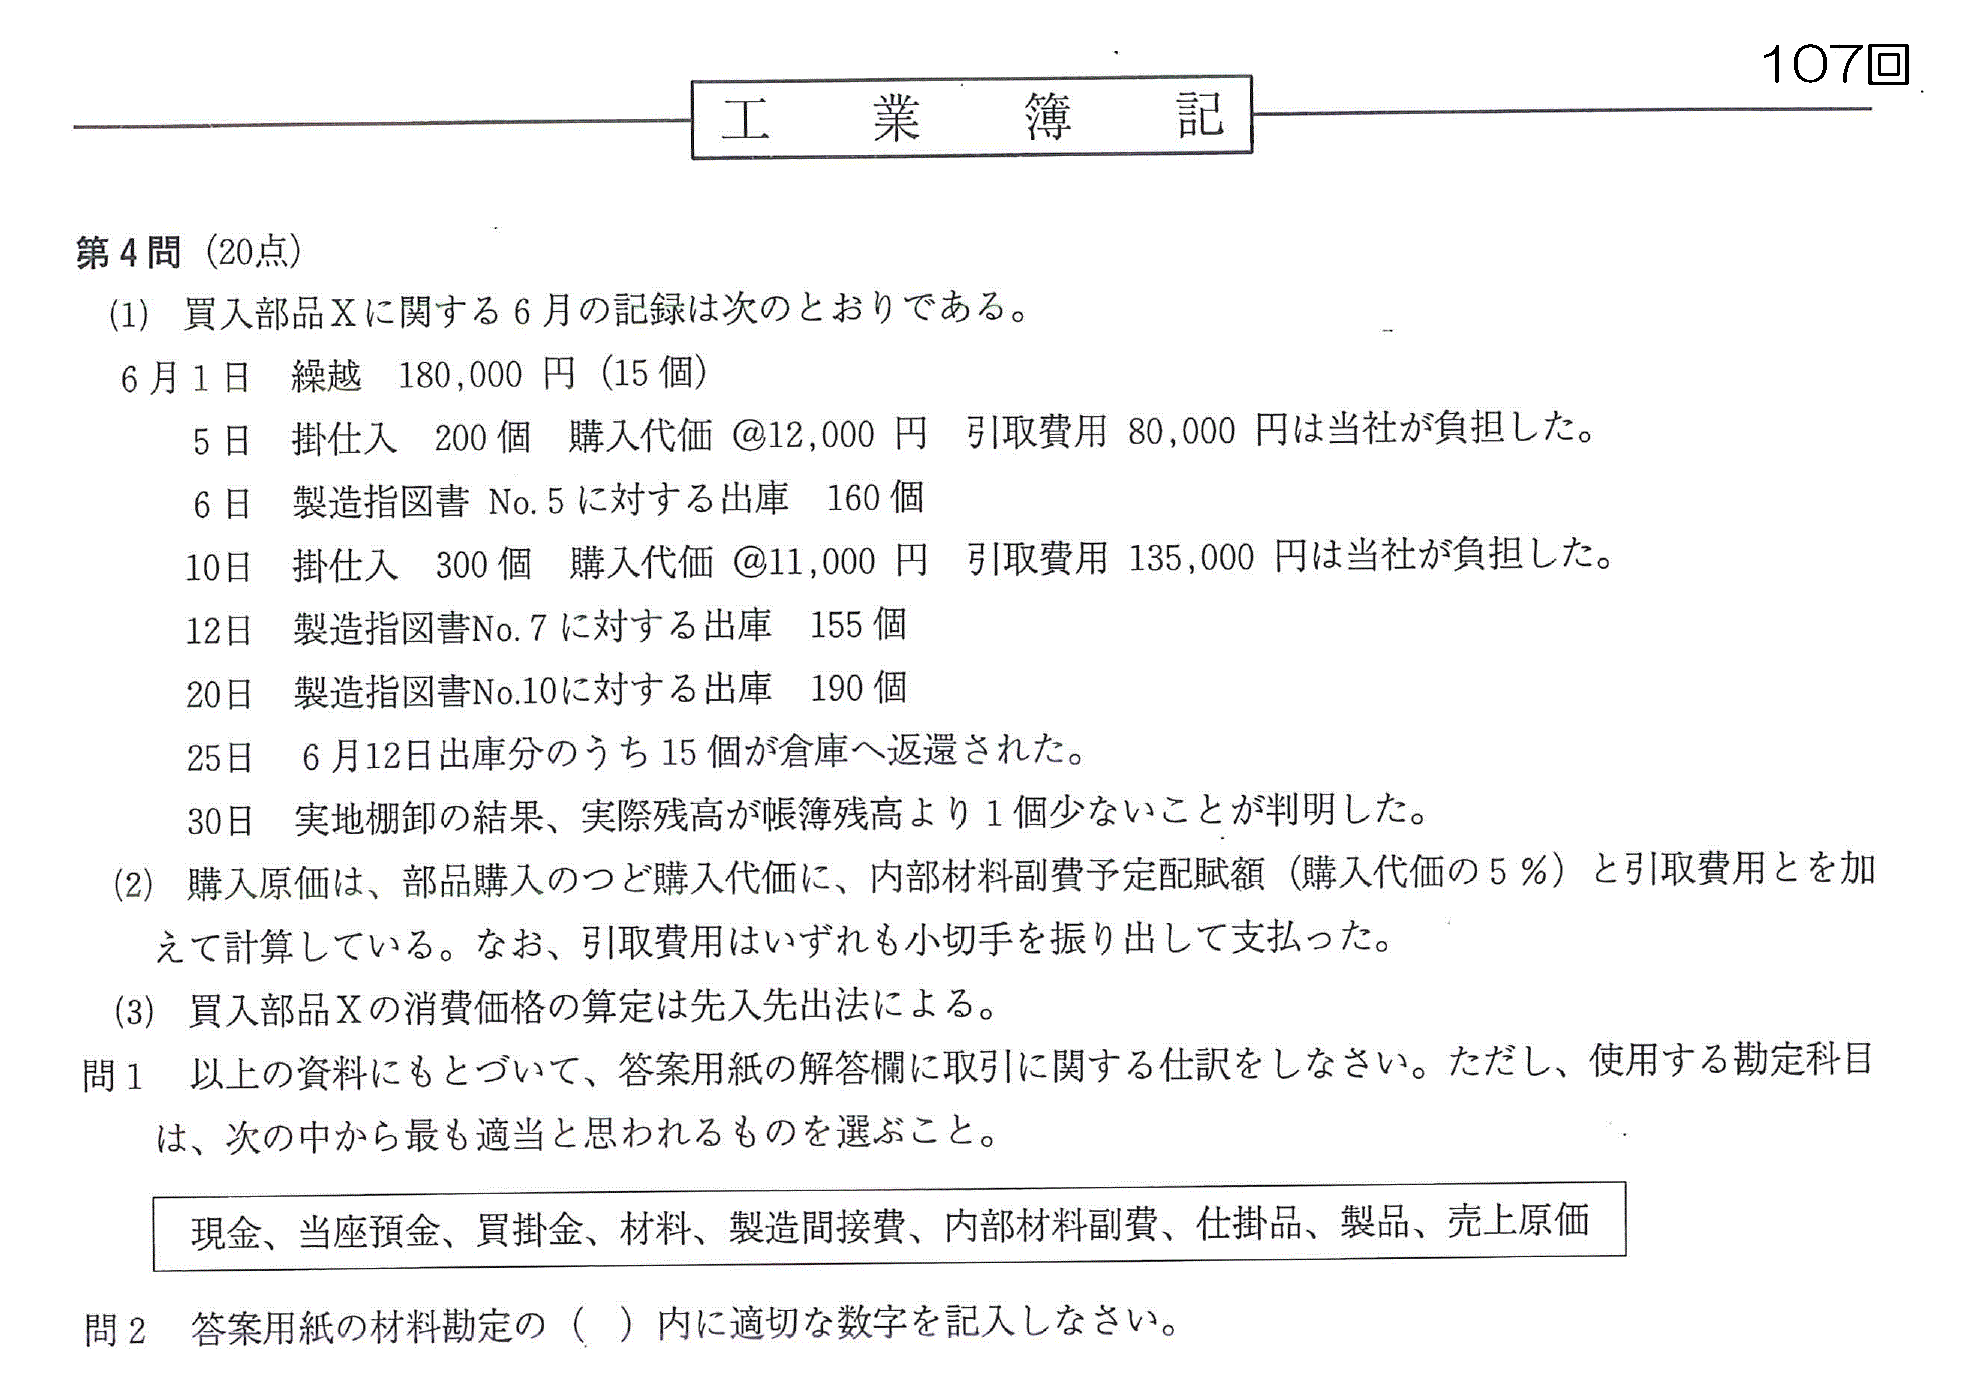 107回
工業簿記
第4問（20点）
(1) 買入部品Xに関する6月の記録は次のとおりである。
6月1日 繰越 180,000 円（15個）
5日 掛仕入 200個 購入代価 @12,000 円 引取費用 80,000 円は当社が負担した。
6日 製造指図書 No.5に対する出庫 160個
10日 掛仕入 300個 購入代価 @11,000 円 引取費用 135,000 円は当社が負担した。
12日 製造指図書No.7に対する出庫 155個
20日 製造指図書No.10に対する出庫 190個
25日 6月12日出庫分のうち15個が倉庫へ返還された。
30日 実地棚卸の結果、実際残高が帳簿残高より1個少ないことが判明した。
(2) 購入原価は、部品購入のつど購入代価に、内部材料副費予定配賦額（購入代価の5％）と引取費用とを加
えて計算している。なお、引取費用はいずれも小切手を振り出して支払った。
(3) 買入部品Xの消費価格の算定は先入先出法による。
問1 以上の資料にもとづいて、答案用紙の解答欄に取引に関する仕訳をしなさい。ただし、使用する勘定科目
は、次の中から最も適当と思われるものを選ぶこと。
現金、当座預金、買掛金、材料、製造間接費、内部材料副費、仕掛品、製品、売上原価
問2 答案用紙の材料勘定の（ ）内に適切な数字を記入しなさい。